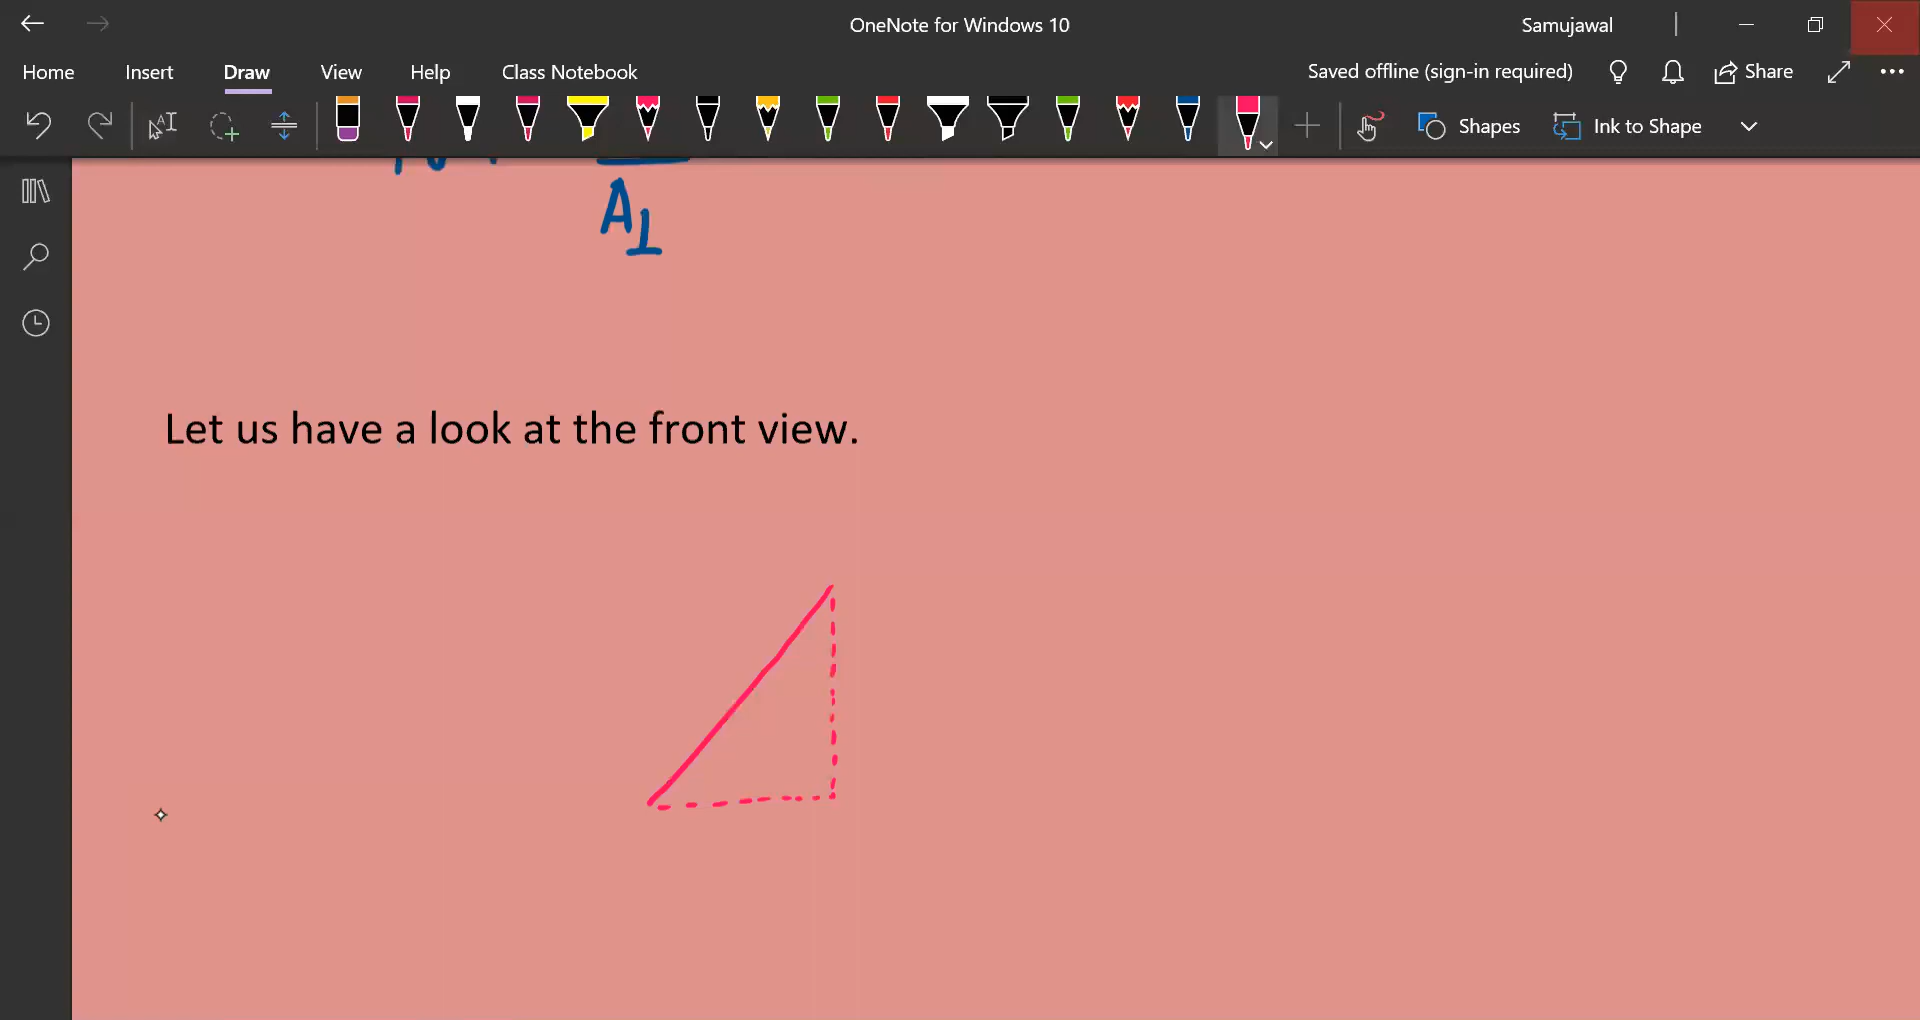 OneNote for Windows 10
Samujawal
Home Insert Draw View Help Class Notebook
Saved offline (sign-in required) Share
Shapes Ink to Shape
A⊥
Let us have a look at the front view.